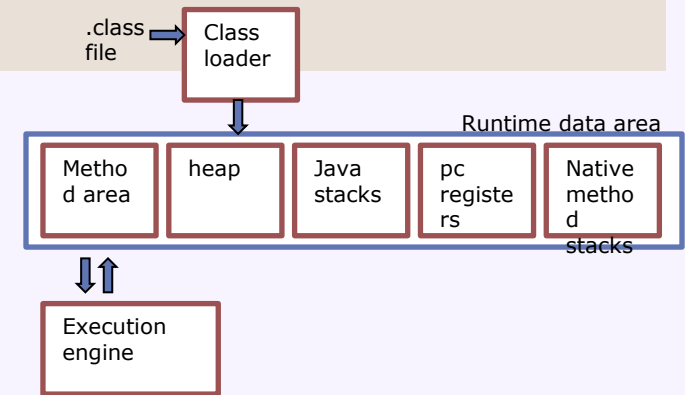 .class
file
Class
loader
Runtime data area
Metho
d area
heap
Java
stacks
pc
registe
rs
Native
metho
d
stacks
Execution
engine